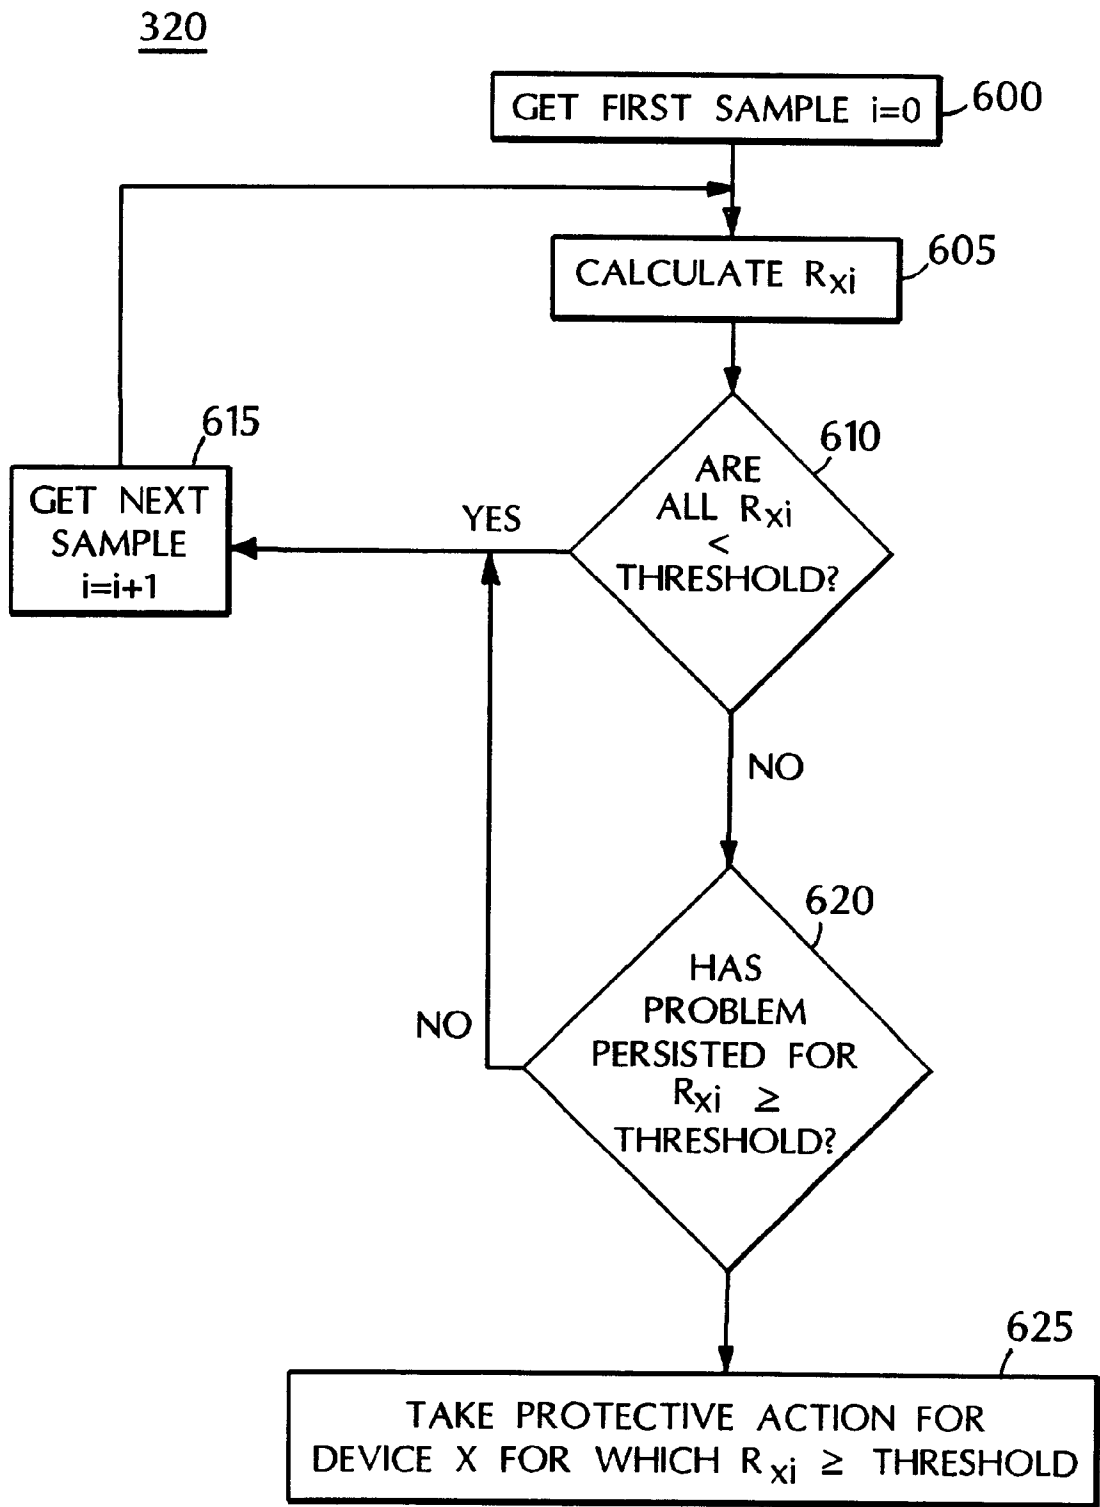 320
GET FIRST SAMPLE i=0
600
CALCULATE Rxi
605
615
GET NEXT
SAMPLE
i=i+1
YES
610
ARE
ALL Rxi
<
THRESHOLD?
NO
620
HAS
PROBLEM
PERSISTED FOR
Rxi ≥
THRESHOLD?
NO
625
TAKE PROTECTIVE ACTION FOR
DEVICE X FOR WHICH Rxi ≥ THRESHOLD